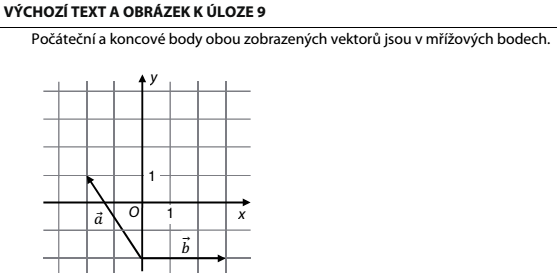 VÝCHOZÍ TEXT A OBRÁZEK K ÚLOZE 9
Počáteční a koncové body obou zobrazených vektorů jsou v mřížových bodech.
y
1
a⃗
O
1
x
b⃗